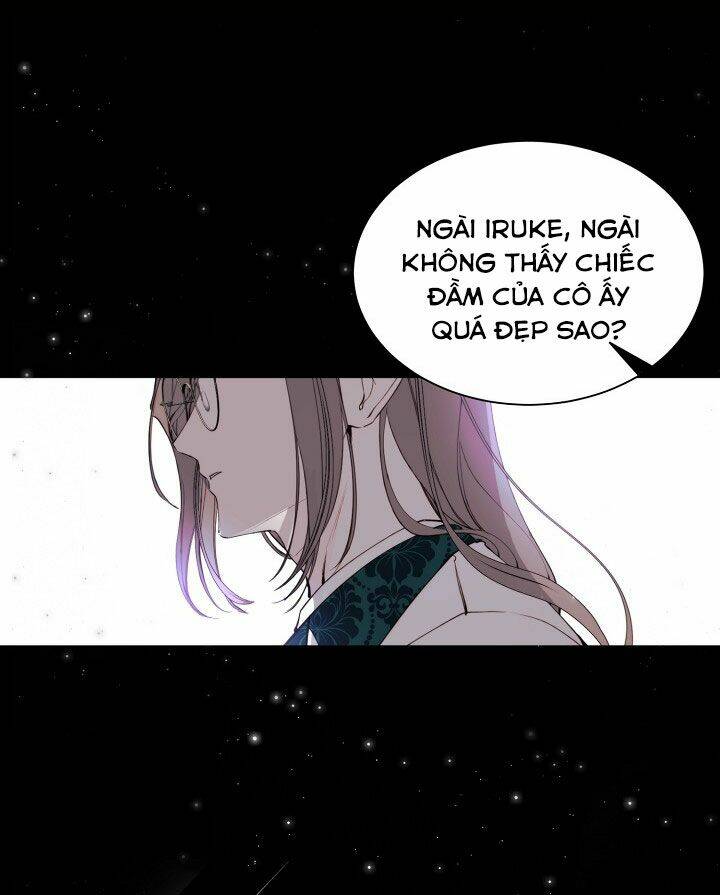 NGÀI IRUKE, NGÀI
KHÔNG THẤY CHIẾC
ĐẦM CỦA CÔ ẤY
QUÁ ĐẸP SAO?